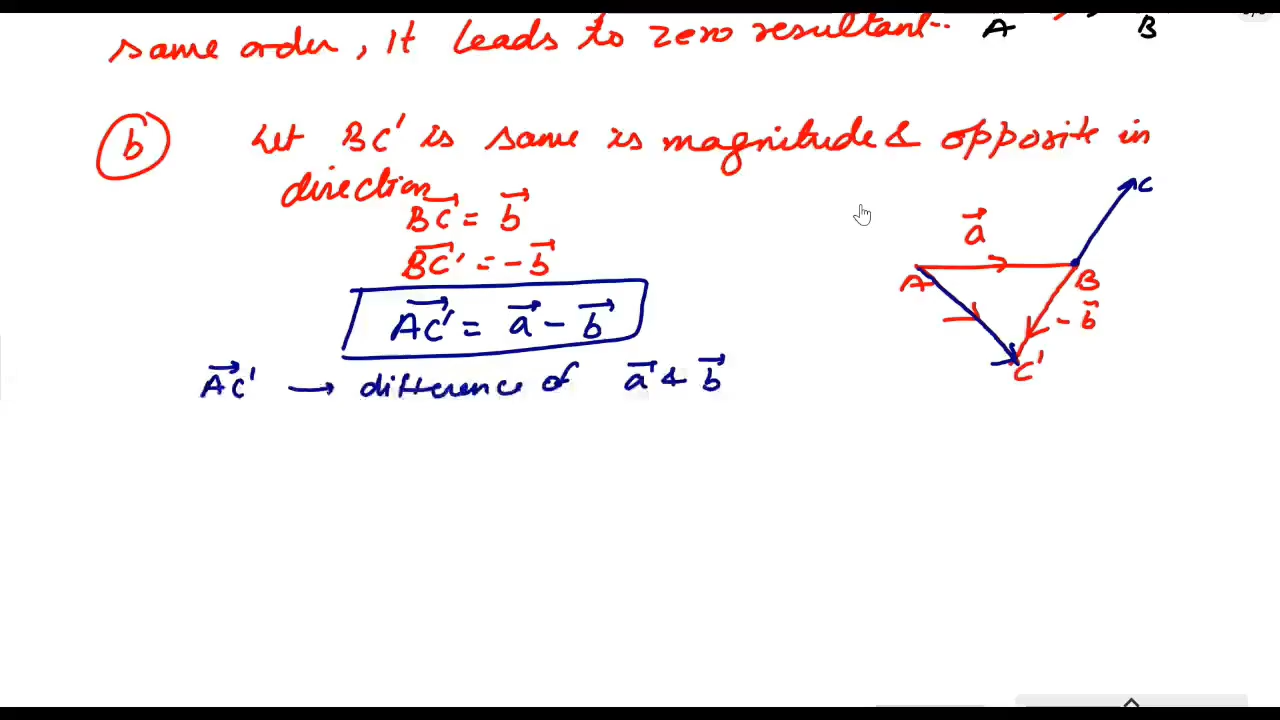 same order, it leads to zero resultant..
A B
(b) Let BC' is same is magnitude & opposite in
direction
C
BC⃗ = b⃗
a⃗
BC'⃗ = -b⃗
A B
AC'⃗ = a⃗ - b⃗
-b⃗
C'
AC'⃗ → difference of a⃗ & b⃗